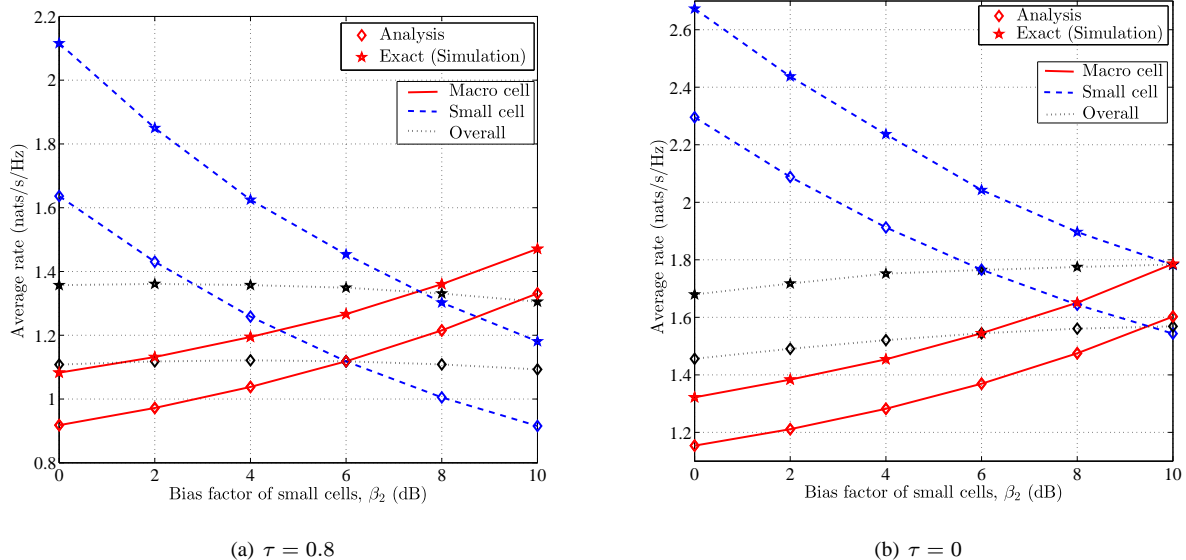 2.2
2
1.8
1.6
1.4
1.2
1
0.8
0 2 4 6 8 10
Average rate (nats/s/Hz)
Bias factor of small cells, β₂ (dB)
Analysis
Exact (Simulation)
Macro cell
Small cell
Overall
(a) τ = 0.8
2.6
2.4
2.2
2
1.8
1.6
1.4
1.2
0 2 4 6 8 10
Average rate (nats/s/Hz)
Bias factor of small cells, β₂ (dB)
Analysis
Exact (Simulation)
Macro cell
Small cell
Overall
(b) τ = 0